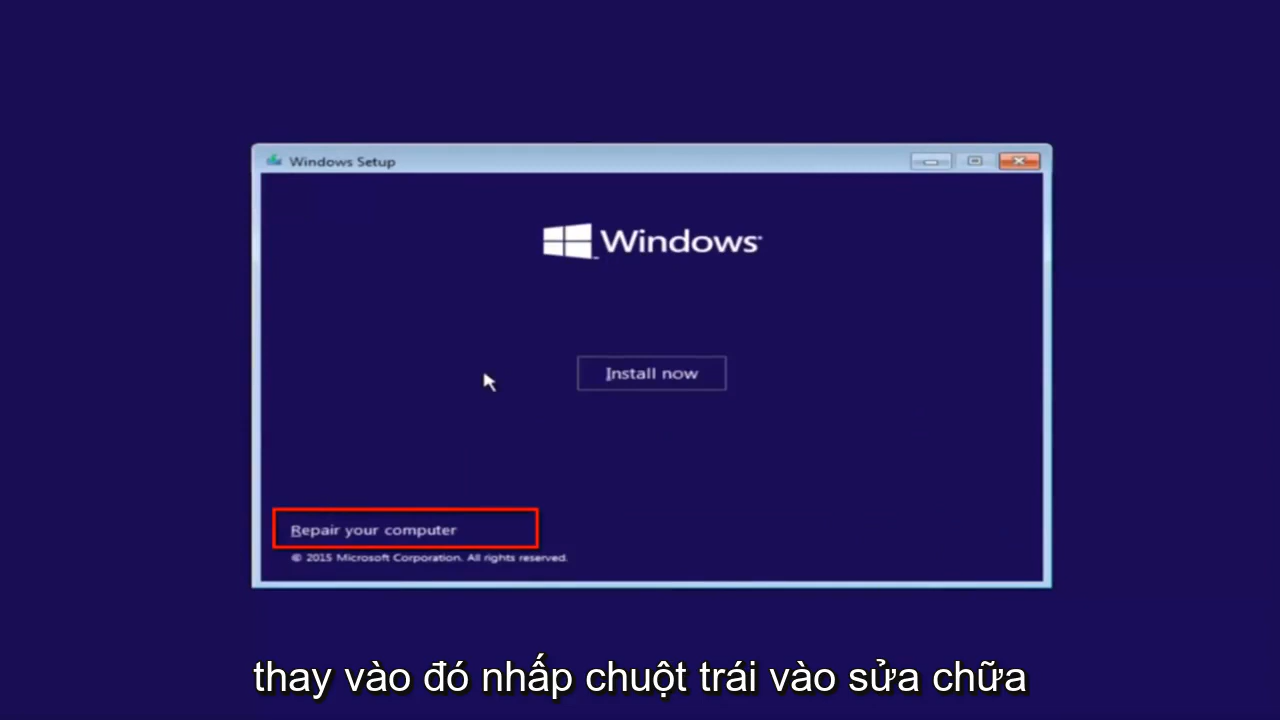 Windows Setup
Windows
Install now
Repair your computer
© 2015 Microsoft Corporation. All rights reserved.
thay vào đó nhấp chuột trái vào sửa chữa